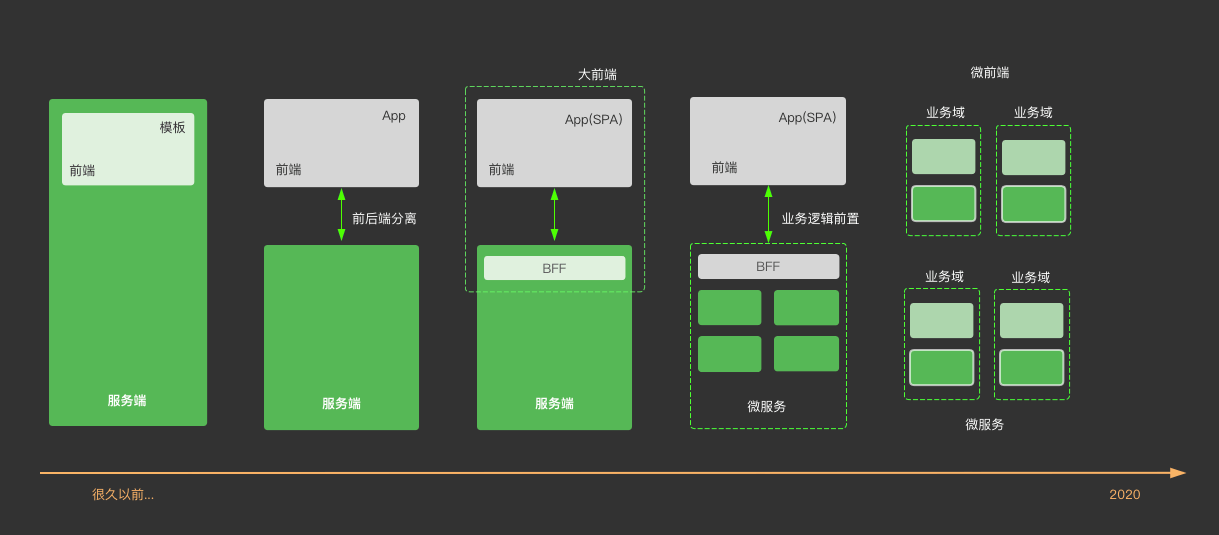 模板
前端
服务端
App
前端
前后端分离
服务端
大前端
App(SPA)
前端
BFF
服务端
App(SPA)
前端
业务逻辑前置
BFF
微服务
微前端
业务域
业务域
业务域
业务域
微服务
很久以前...
2020